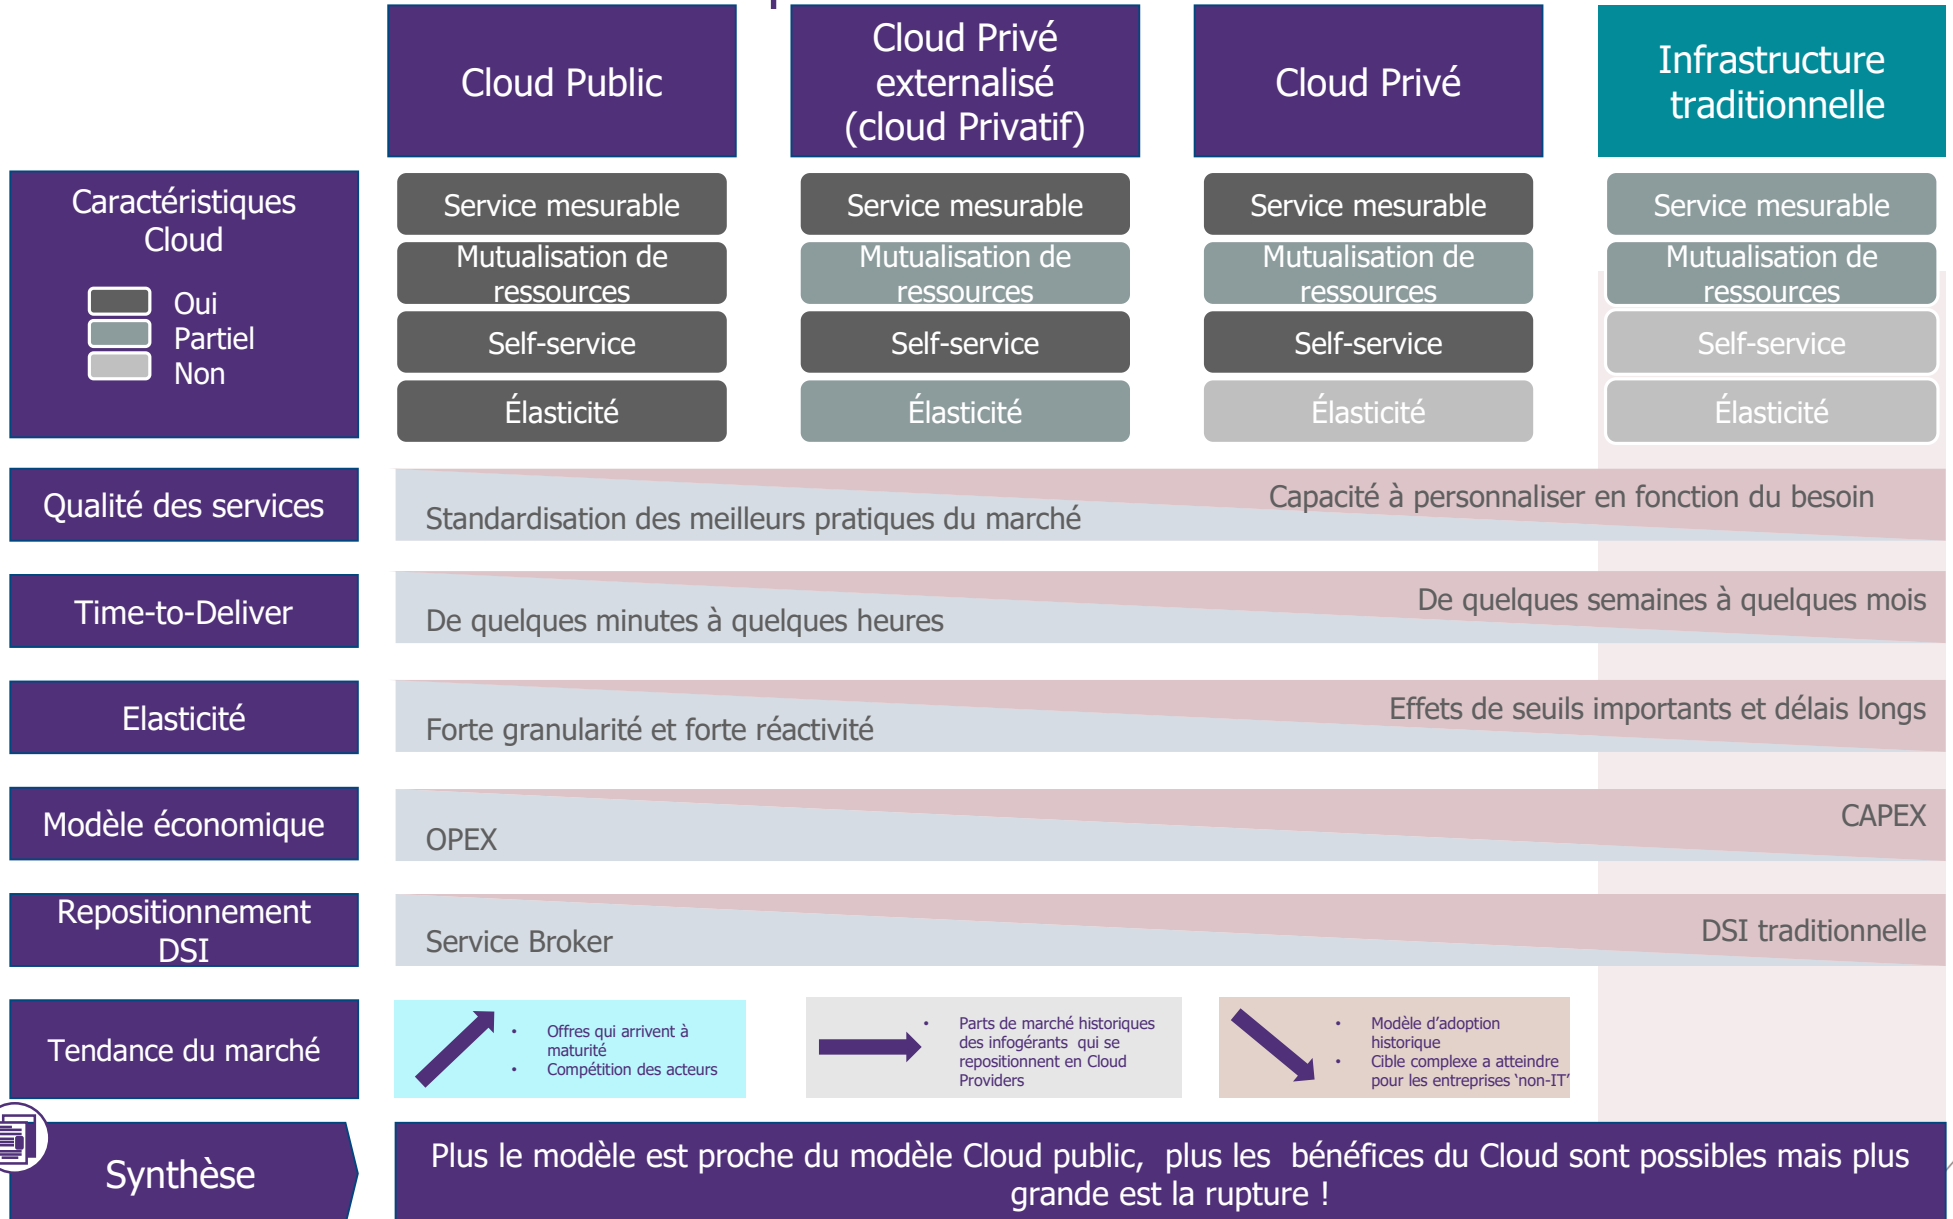 Cloud Public
Cloud Privé
externalisé
(cloud Privatif)
Cloud Privé
Infrastructure
traditionnelle
Caractéristiques
Cloud
Oui
Partiel
Non
Service mesurable
Mutualisation de
ressources
Self-service
Élasticité
Service mesurable
Mutualisation de
ressources
Self-service
Élasticité
Service mesurable
Mutualisation de
ressources
Self-service
Élasticité
Service mesurable
Mutualisation de
ressources
Self-service
Élasticité
Qualité des services
Standardisation des meilleurs pratiques du marché
Capacité à personnaliser en fonction du besoin
Time-to-Deliver
De quelques minutes à quelques heures
De quelques semaines à quelques mois
Elasticité
Forte granularité et forte réactivité
Effets de seuils importants et délais longs
Modèle économique
OPEX
CAPEX
Repositionnement
DSI
Service Broker
DSI traditionnelle
Tendance du marché
• Offres qui arrivent à
maturité
• Compétition des acteurs
• Parts de marché historiques
des infogérants qui se
repositionnent en Cloud
Providers
• Modèle d'adoption
historique
• Cible complexe a atteindre
pour les entreprises 'non-IT'
Synthèse
Plus le modèle est proche du modèle Cloud public, plus les bénéfices du Cloud sont possibles mais plus
grande est la rupture !